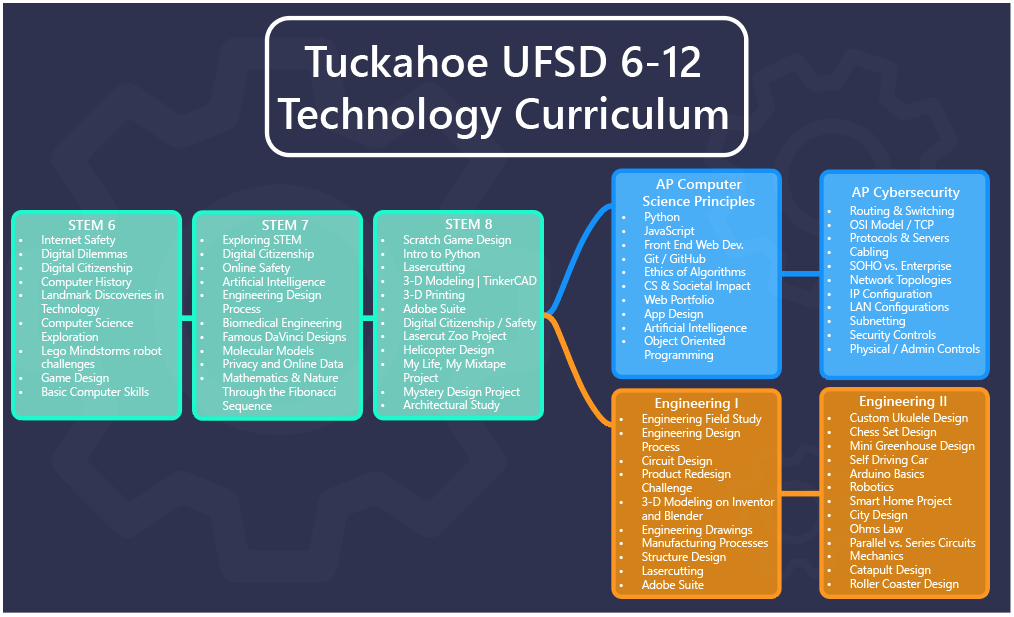 Tuckahoe UFSD 6-12
Technology Curriculum
STEM 6
• Internet Safety
• Digital Dilemmas
• Digital Citizenship
• Computer History
• Landmark Discoveries in
Technology
• Computer Science
Exploration
• Lego Mindstorms robot
challenges
• Game Design
• Basic Computer Skills
STEM 7
• Exploring STEM
• Digital Citizenship
• Online Safety
• Artificial Intelligence
• Engineering Design
Process
• Biomedical Engineering
• Famous DaVinci Designs
• Molecular Models
• Privacy and Online Data
• Mathematics & Nature
Through the Fibonacci
Sequence
STEM 8
• Scratch Game Design
• Intro to Python
• Lasercutting
• 3-D Modeling | TinkerCAD
• 3-D Printing
• Adobe Suite
• Digital Citizenship / Safety
• Lasercut Zoo Project
• Helicopter Design
• My Life, My Mixtape
Project
• Mystery Design Project
• Architectural Study
AP Computer
Science Principles
• Python
• JavaScript
• Front End Web Dev.
• Git / GitHub
• Ethics of Algorithms
• CS & Societal Impact
• Web Portfolio
• App Design
• Artificial Intelligence
• Object Oriented
Programming
AP Cybersecurity
• Routing & Switching
• OSI Model / TCP
• Protocols & Servers
• Cabling
• SOHO vs. Enterprise
• Network Topologies
• IP Configuration
• LAN Configurations
• Subnetting
• Security Controls
• Physical / Admin Controls
Engineering I
• Engineering Field Study
• Engineering Design
Process
• Circuit Design
• Product Redesign
Challenge
• 3-D Modeling on Inventor
and Blender
• Engineering Drawings
• Manufacturing Processes
• Structure Design
• Lasercutting
• Adobe Suite
Engineering II
• Custom Ukulele Design
• Chess Set Design
• Mini Greenhouse Design
• Self Driving Car
• Arduino Basics
• Robotics
• Smart Home Project
• City Design
• Ohms Law
• Parallel vs. Series Circuits
• Mechanics
• Catapult Design
• Roller Coaster Design